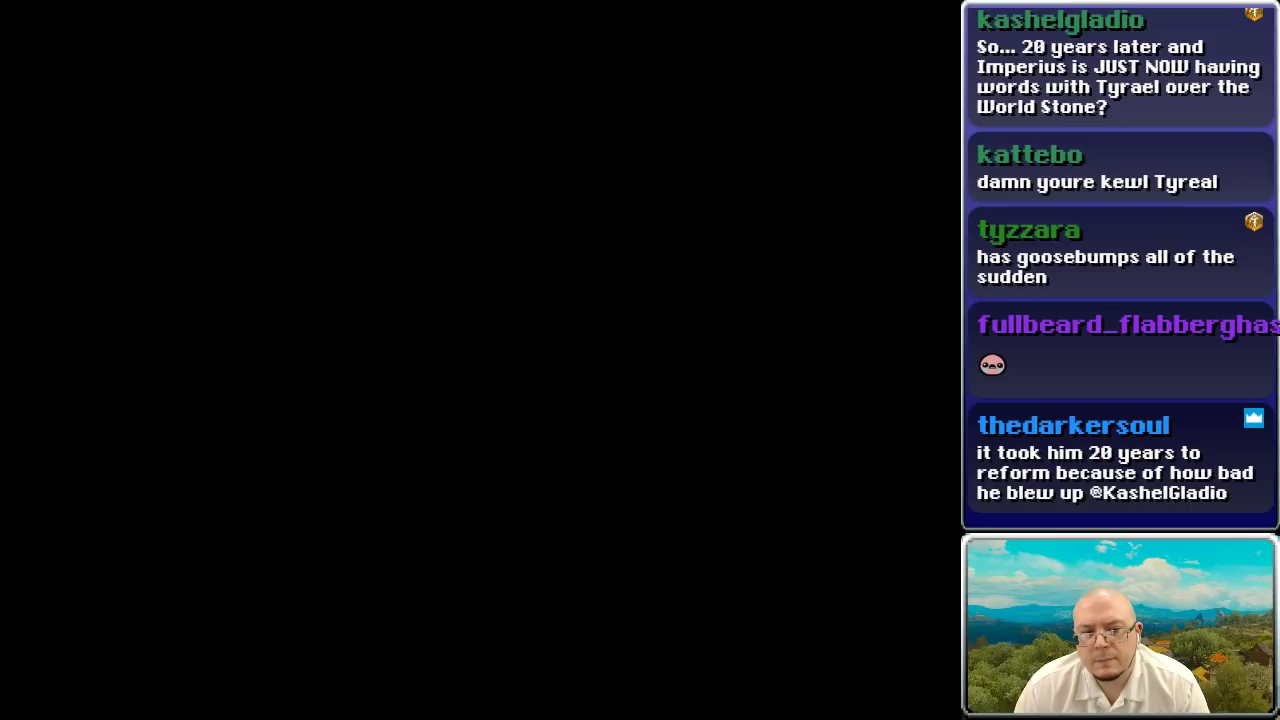 kashelgladio
So... 20 years later and
Imperius is JUST NOW having
words with Tyrael over the
World Stone?
kattebo
damn youre kewl Tyreal
tyzzara
has goosebumps all of the
sudden
fullbeard_flabberghas
thedarkersoul
it took him 20 years to
reform because of how bad
he blew up @KashelGladio